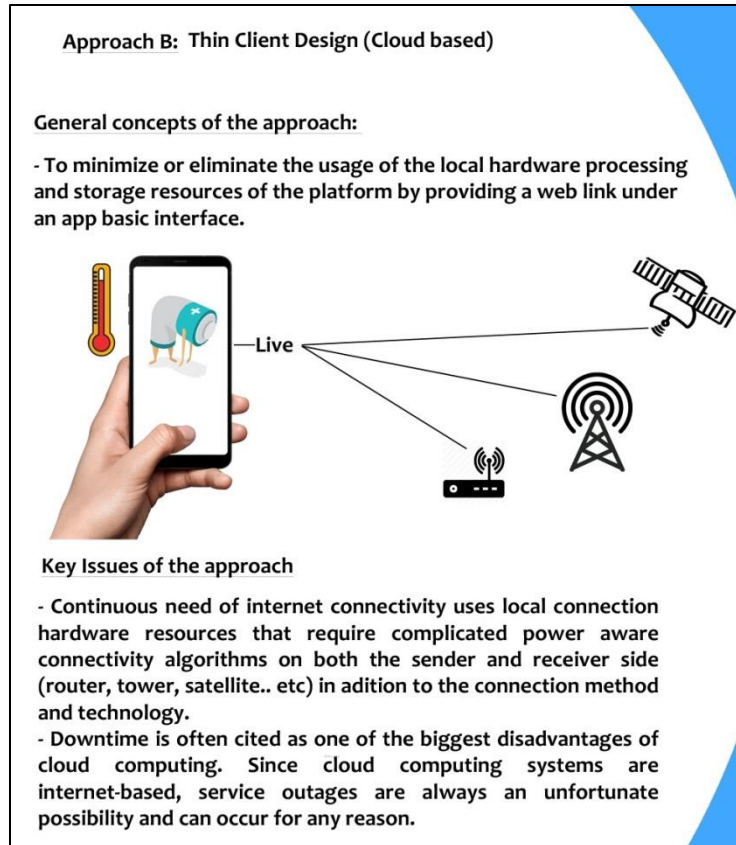 Approach B: Thin Client Design (Cloud based)
General concepts of the approach:
- To minimize or eliminate the usage of the local hardware processing
and storage resources of the platform by providing a web link under
an app basic interface.
Live
Key Issues of the approach
- Continuous need of internet connectivity uses local connection
hardware resources that require complicated power aware
connectivity algorithms on both the sender and receiver side
(router, tower, satellite.. etc) in adition to the connection method
and technology.
- Downtime is often cited as one of the biggest disadvantages of
cloud computing. Since cloud computing systems are
internet-based, service outages are always an unfortunate
possibility and can occur for any reason.